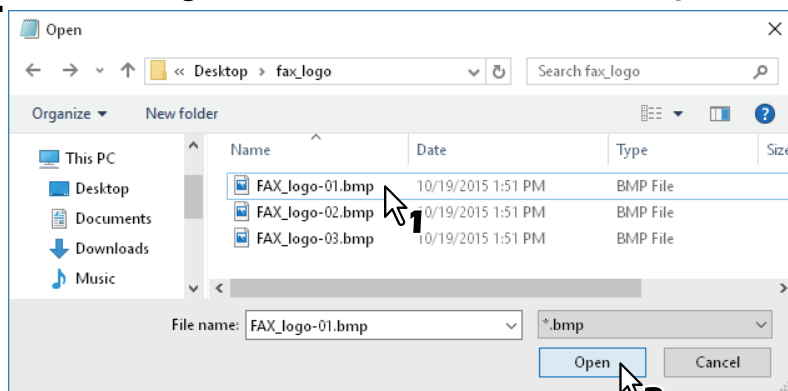 Open
« Desktop > fax_logo
Search fax_logo
Organize
New folder
Name Date Type Size
This PC
Desktop
Documents
Downloads
Music
FAX_logo-01.bmp 10/19/2015 1:51 PM BMP File
FAX_logo-02.bmp 10/19/2015 1:51 PM BMP File
FAX_logo-03.bmp 10/19/2015 1:51 PM BMP File
1
File name: FAX_logo-01.bmp *.bmp
Open Cancel